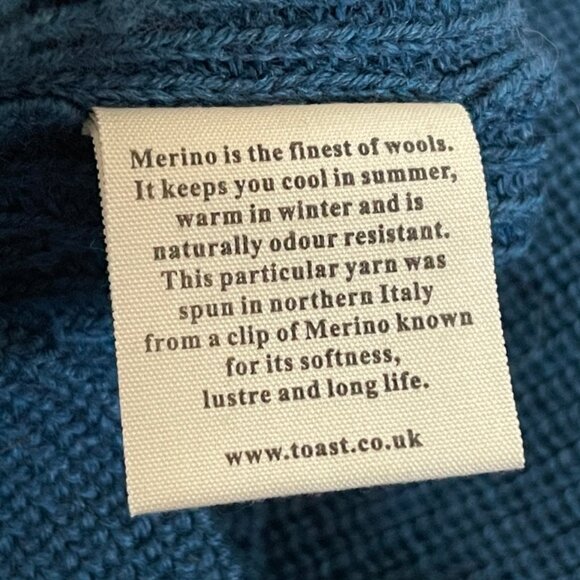 Merino is the finest of wools.
It keeps you cool in summer,
warm in winter and is
naturally odour resistant.
This particular yarn was
spun in northern Italy
from a clip of Merino known
for its softness,
lustre and long life.
www.toast.co.uk